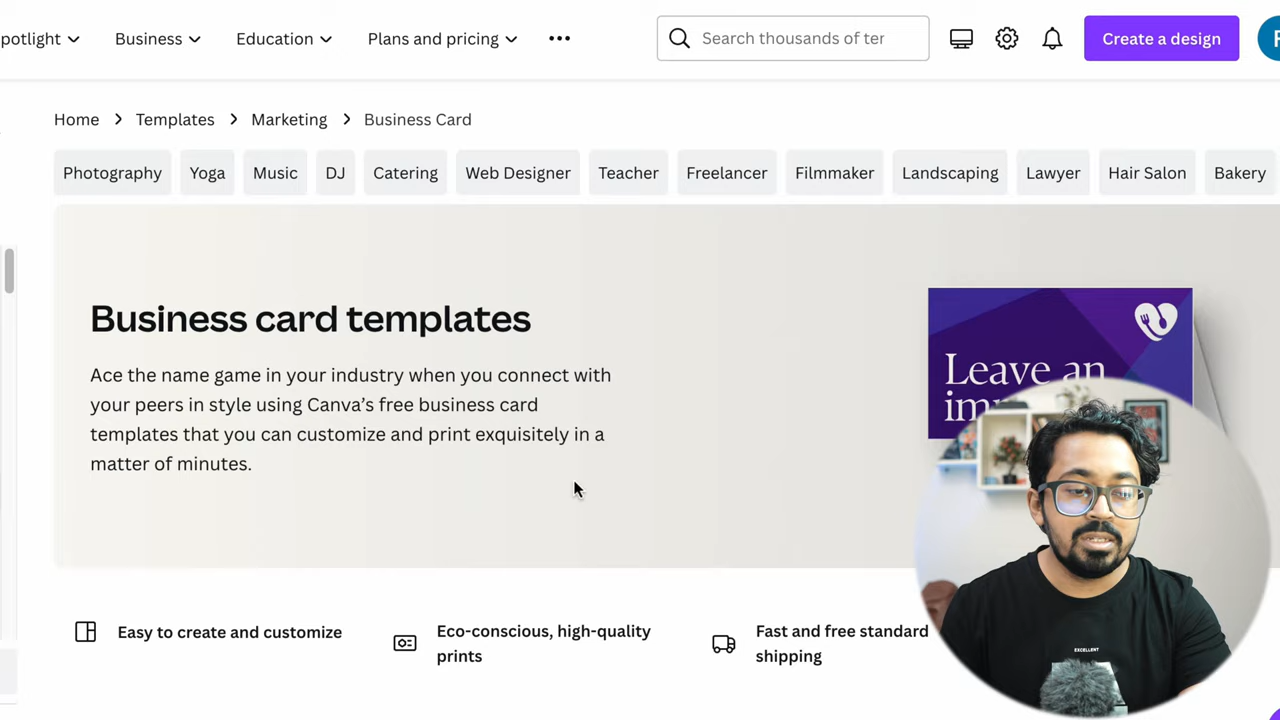 potlight Business Education Plans and pricing ••• Search thousands of ter Create a design
Home > Templates > Marketing > Business Card
Photography Yoga Music DJ Catering Web Designer Teacher Freelancer Filmmaker Landscaping Lawyer Hair Salon Bakery
Business card templates
Ace the name game in your industry when you connect with
your peers in style using Canva’s free business card
templates that you can customize and print exquisitely in a
matter of minutes.
Leave an
im
Easy to create and customize
Eco-conscious, high-quality
prints
Fast and free standard
shipping
EXCELLENT